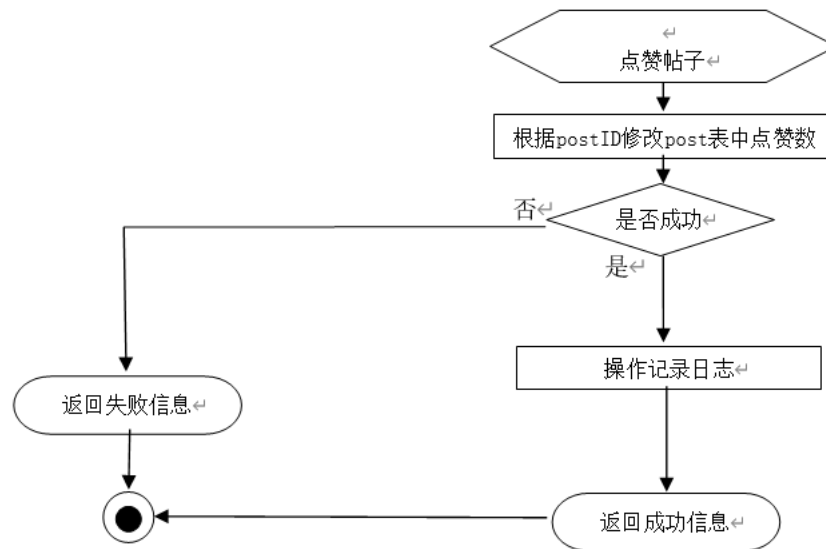 点赞帖子
根据postID修改post表中点赞数
否
是否成功
是
操作记录日志
返回失败信息
返回成功信息